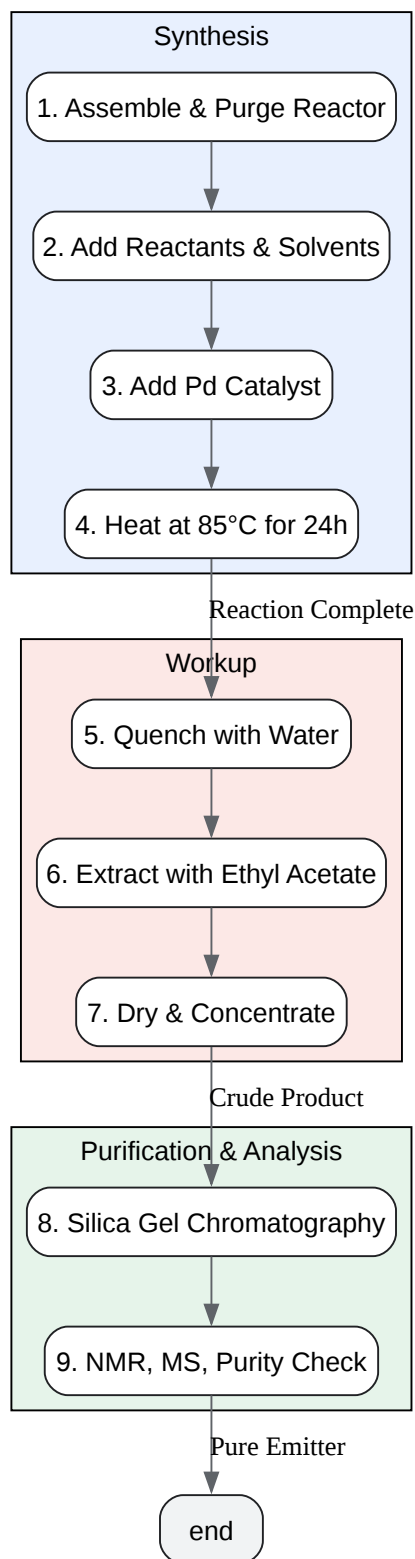 Synthesis
1. Assemble & Purge Reactor
2. Add Reactants & Solvents
3. Add Pd Catalyst
4. Heat at 85°C for 24h
Reaction Complete
Workup
5. Quench with Water
6. Extract with Ethyl Acetate
7. Dry & Concentrate
Crude Product
Purification & Analysis
8. Silica Gel Chromatography
9. NMR, MS, Purity Check
Pure Emitter
end